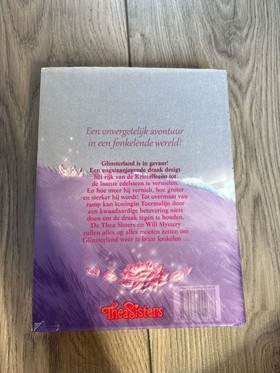 Een onvergetelijk avontuur
in een fonkelende wereld!
Glinsterland is in gevaar!
Een angstaanjagende draak dreigt
het rijk van de Kristalfeeën tot
de laatste edelsteen te vernielen.
En hoe meer hij vernielt, hoe groter
en sterker hij wordt! Tot overmaat van
ramp kan koningin Toermalijn door
een kwaadaardige betovering niets
doen om de draak tegen te houden.
De Thea Sisters en Will Mystery
zullen alles op alles moeten zetten om
Glinsterland weer te laten fonkelen ...
TheaSisters